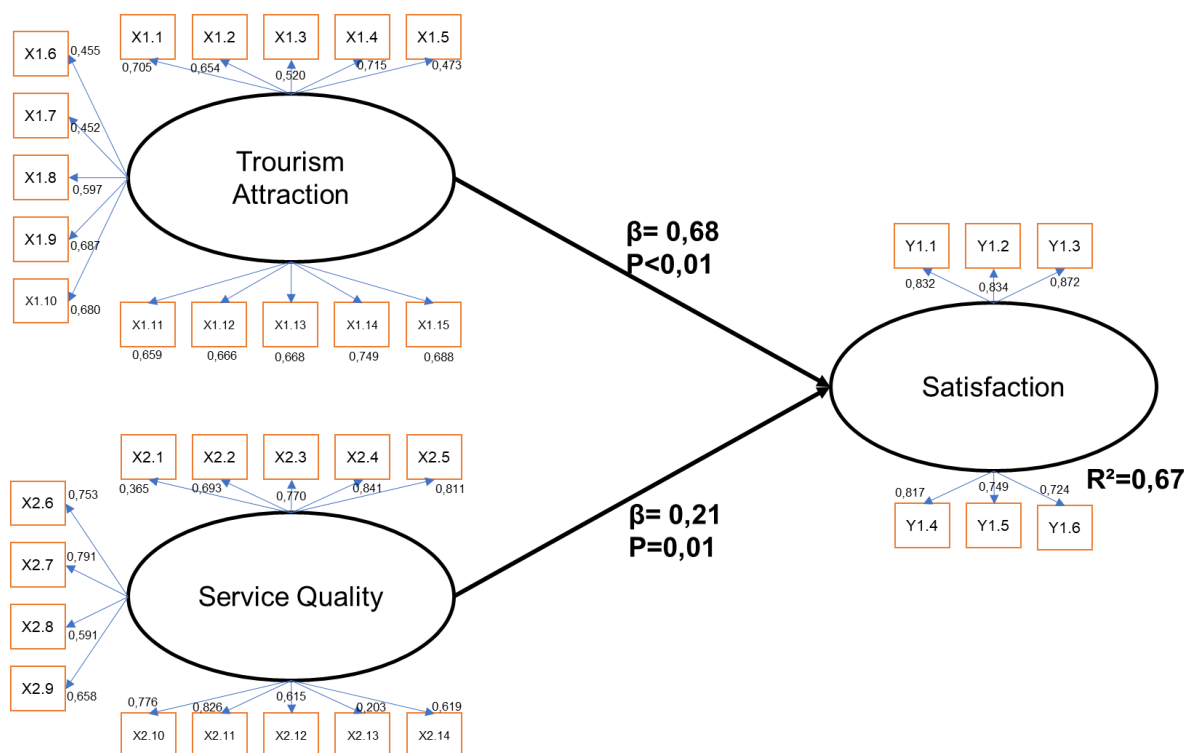 X1.1 X1.2 X1.3 X1.4 X1.5
0,705 0,654 0,520 0,715 0,473
X1.6 0,455
X1.7 0,452
X1.8 0,597
X1.9 0,687
X1.10 0,680
Trourism
Attraction
X1.11 X1.12 X1.13 X1.14 X1.15
0,659 0,666 0,668 0,749 0,688
β= 0,68
P<0,01
Y1.1 Y1.2 Y1.3
0,832 0,834 0,872
Satisfaction
R²=0,67
0,817 0,749 0,724
Y1.4 Y1.5 Y1.6
β= 0,21
P=0,01
X2.1 X2.2 X2.3 X2.4 X2.5
0,365 0,693 0,770 0,841 0,811
X2.6 0,753
X2.7 0,791
X2.8 0,591
X2.9 0,658
Service Quality
0,776 0,826 0,615 0,203 0,619
X2.10 X2.11 X2.12 X2.13 X2.14